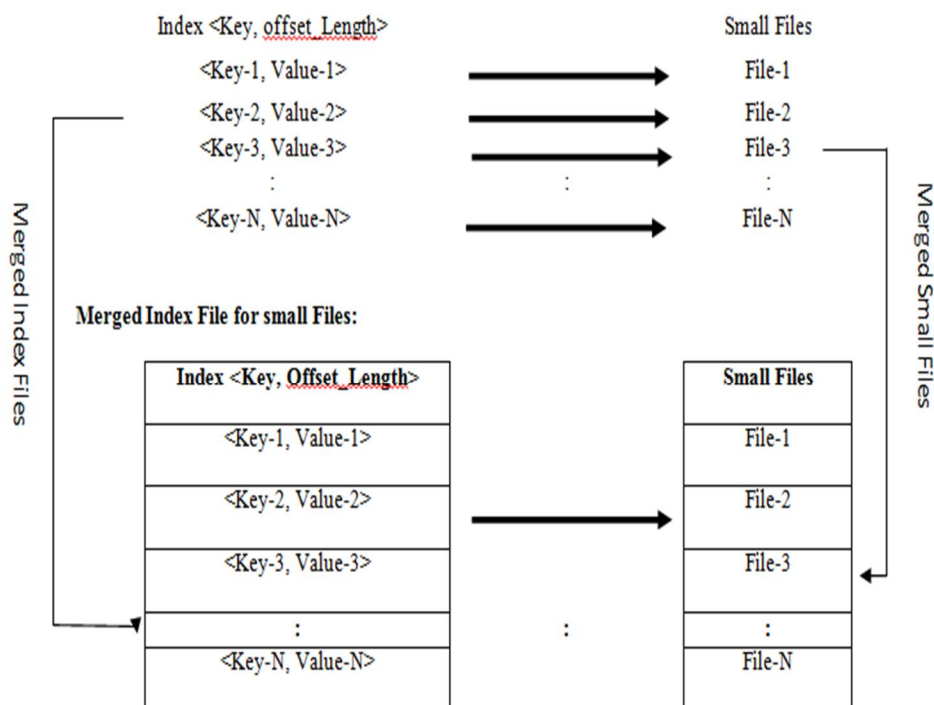 Index <Key, offset_Length> Small Files
<Key-1, Value-1> File-1
<Key-2, Value-2> File-2
<Key-3, Value-3> File-3
: : :
<Key-N, Value-N> File-N
Merged Index Files
Merged Small Files
Merged Index File for small Files:
Index <Key, Offset_Length> Small Files
<Key-1, Value-1> File-1
<Key-2, Value-2> File-2
<Key-3, Value-3> File-3
: : :
<Key-N, Value-N> File-N